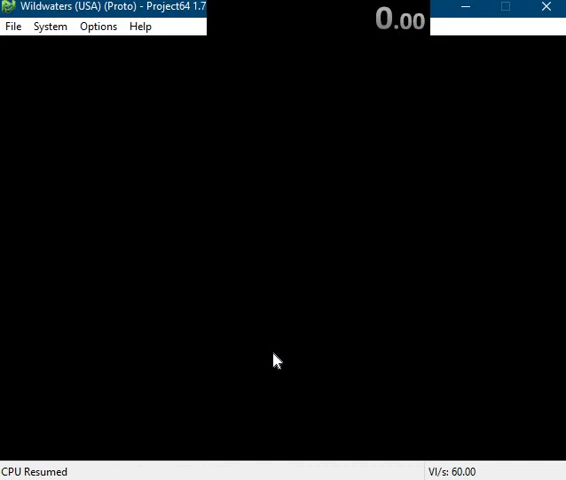 Wildwaters (USA) (Proto) - Project64 1.7
0.00
File System Options Help
CPU Resumed VI/s: 60.00